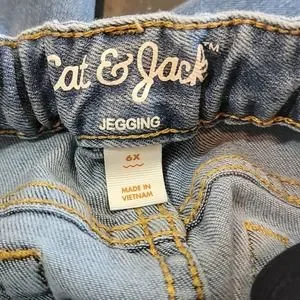 Cat & Jack™
JEGGING
6X
MADE IN
VIETNAM